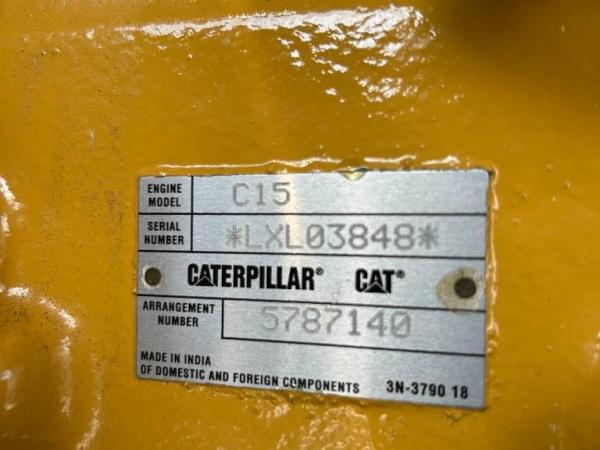 ENGINE MODEL C15
SERIAL NUMBER *LXL03848*
CATERPILLAR® CAT®
ARRANGEMENT NUMBER 5787140
MADE IN INDIA
OF DOMESTIC AND FOREIGN COMPONENTS 3N-3790 18